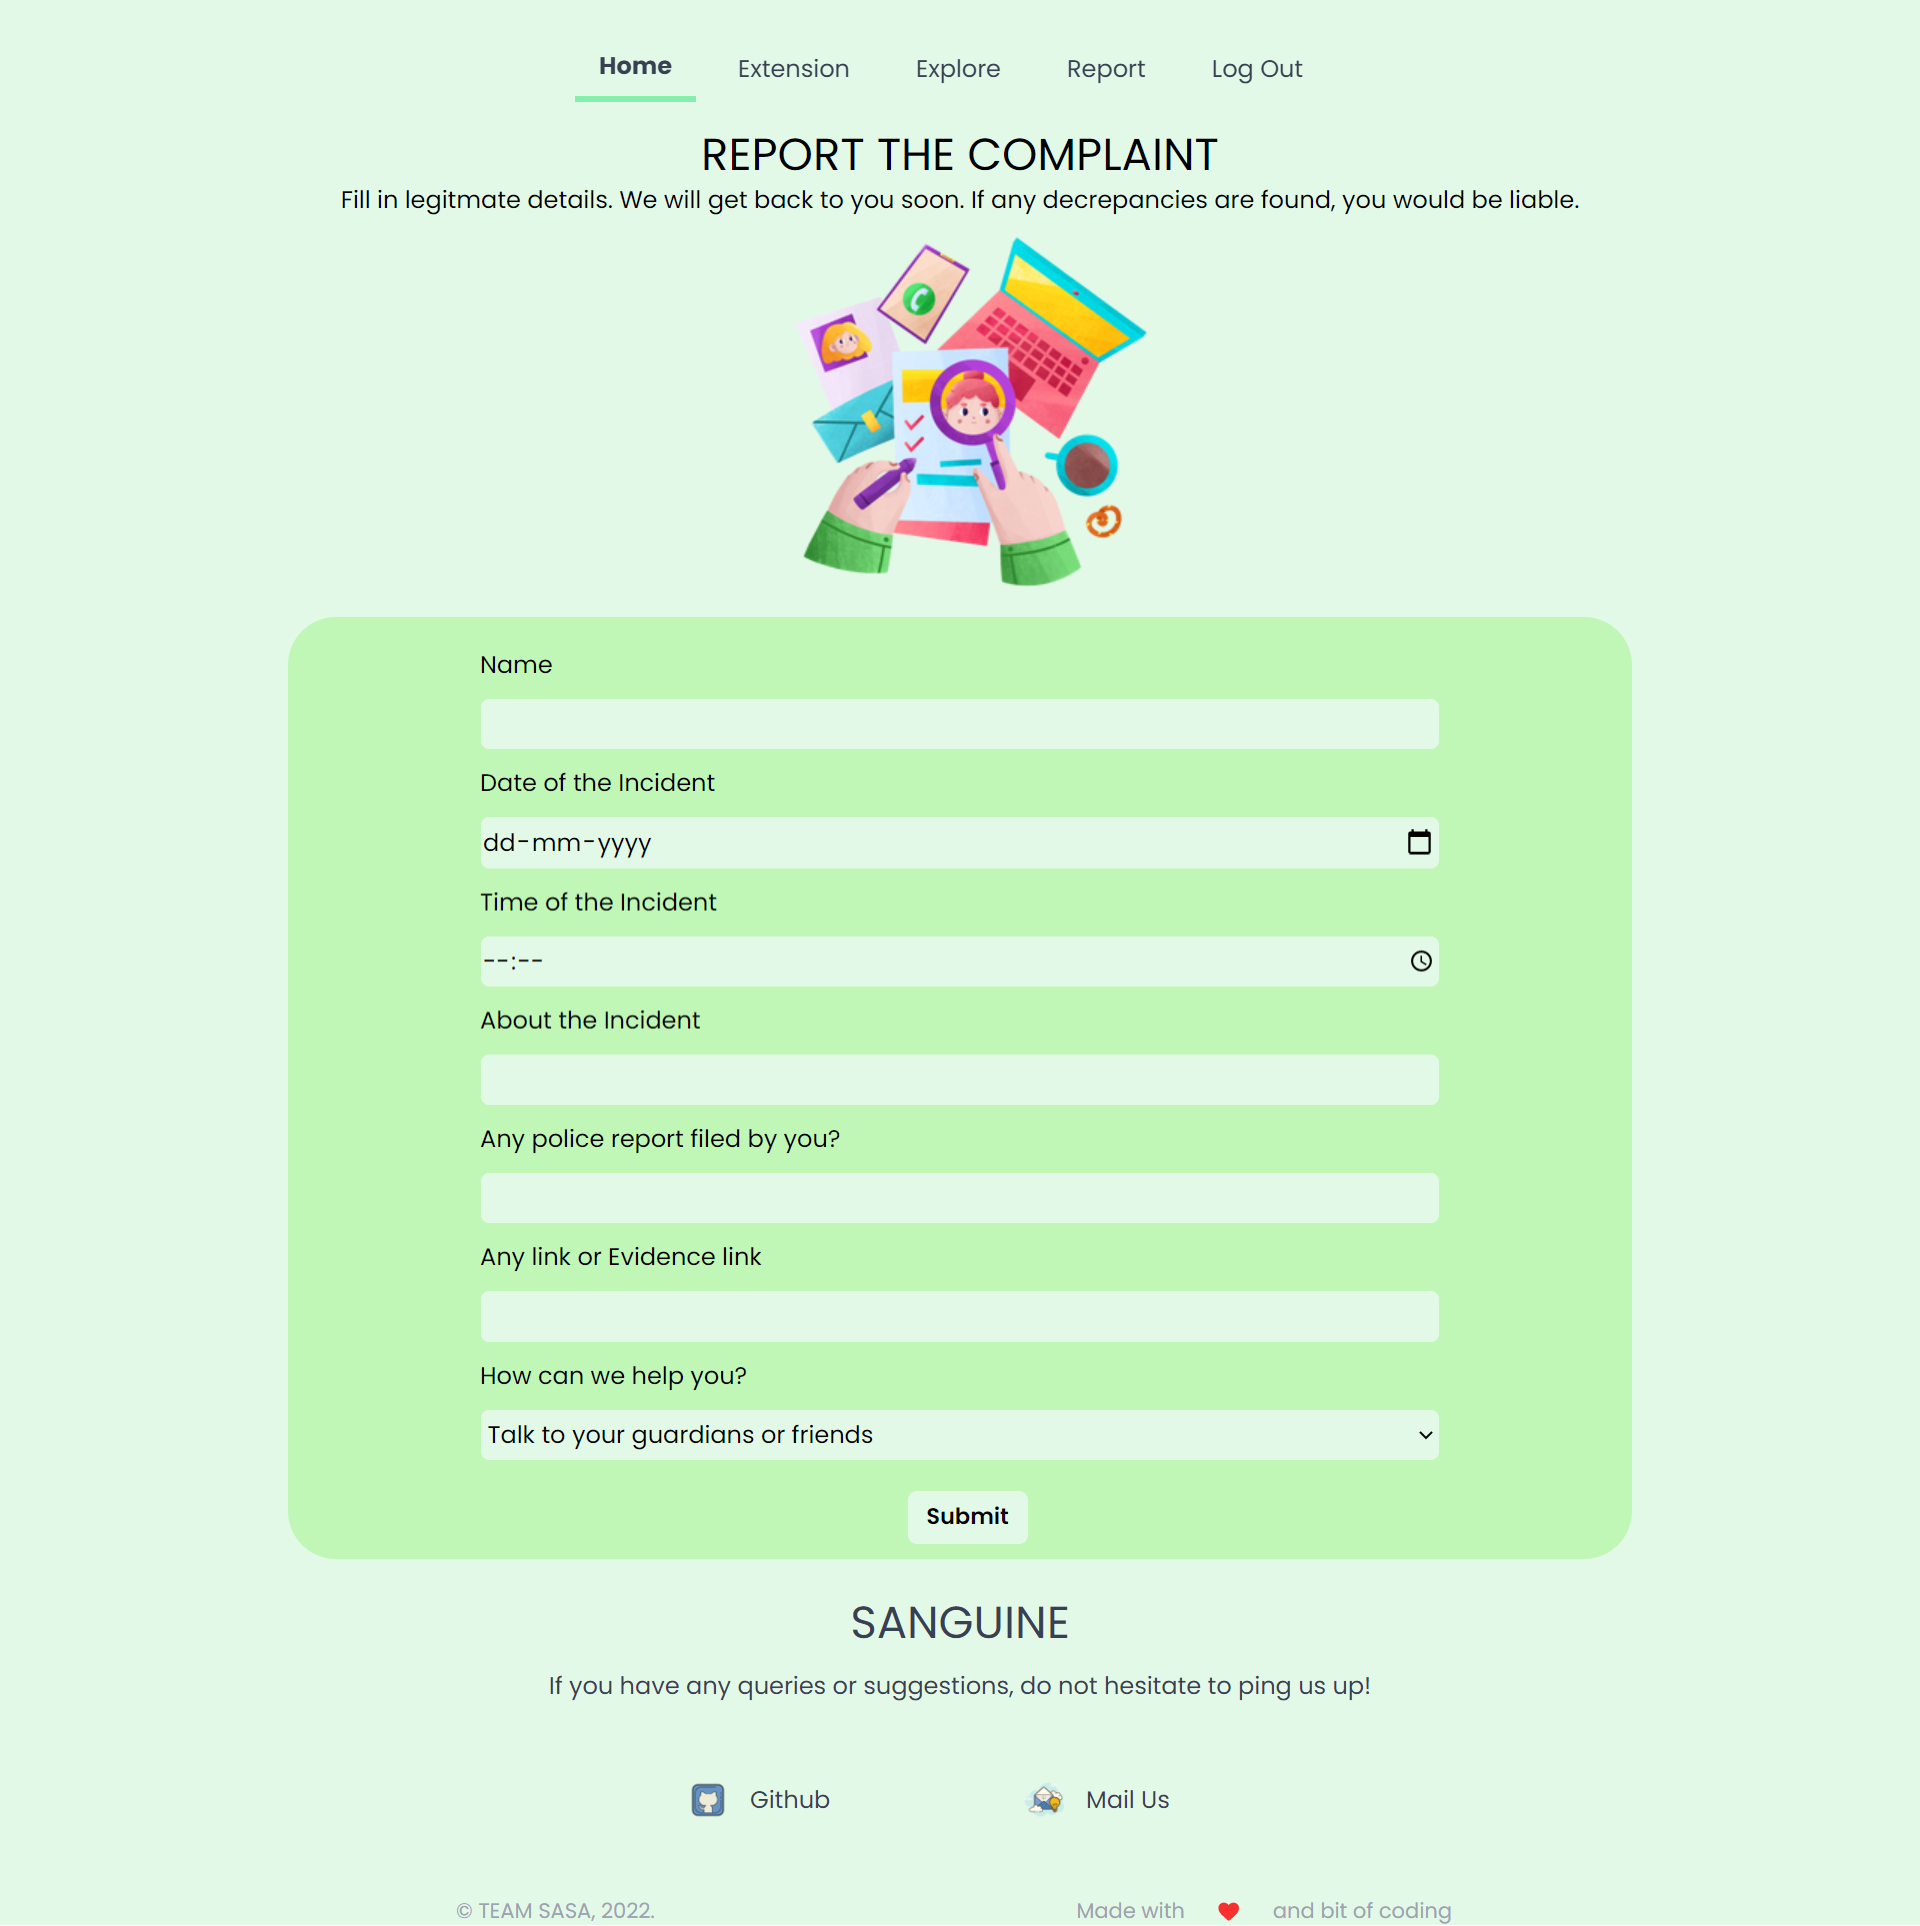 Home Extension Explore Report Log Out
REPORT THE COMPLAINT
Fill in legitmate details. We will get back to you soon. If any decrepancies are found, you would be liable.
Name
Date of the Incident
dd-mm-yyyy
Time of the Incident
--:--
About the Incident
Any police report filed by you?
Any link or Evidence link
How can we help you?
Talk to your guardians or friends
Submit
SANGUINE
If you have any queries or suggestions, do not hesitate to ping us up!
Github Mail Us
© TEAM SASA, 2022. Made with ❤ and bit of coding